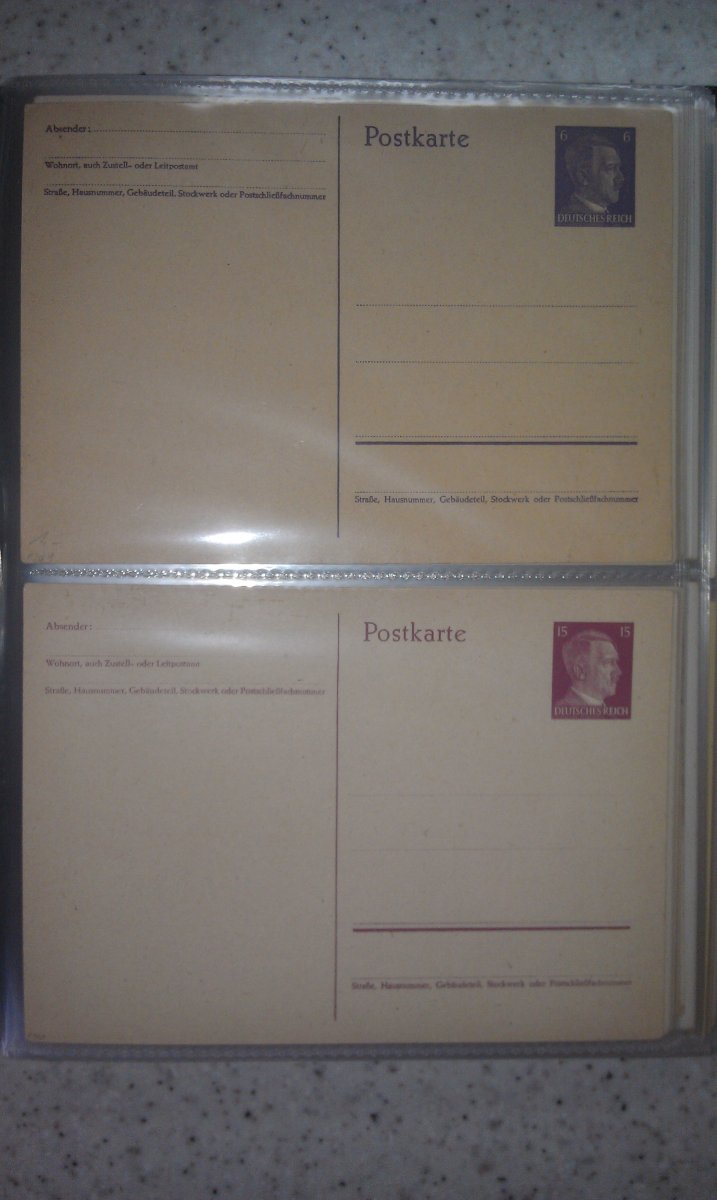 Absender:
Wohnort, auch Zustell- oder Leitpostamt
Straße, Hausnummer, Gebäudeteil, Stockwerk oder Postschließfachnummer
Postkarte
6 6
DEUTSCHES REICH
Straße, Hausnummer, Gebäudeteil, Stockwerk oder Postschließfachnummer
Absender:
Wohnort, auch Zustell- oder Leitpostamt
Straße, Hausnummer, Gebäudeteil, Stockwerk oder Postschließfachnummer
Postkarte
15 15
DEUTSCHES REICH
Straße, Hausnummer, Gebäudeteil, Stockwerk oder Postschließfachnummer